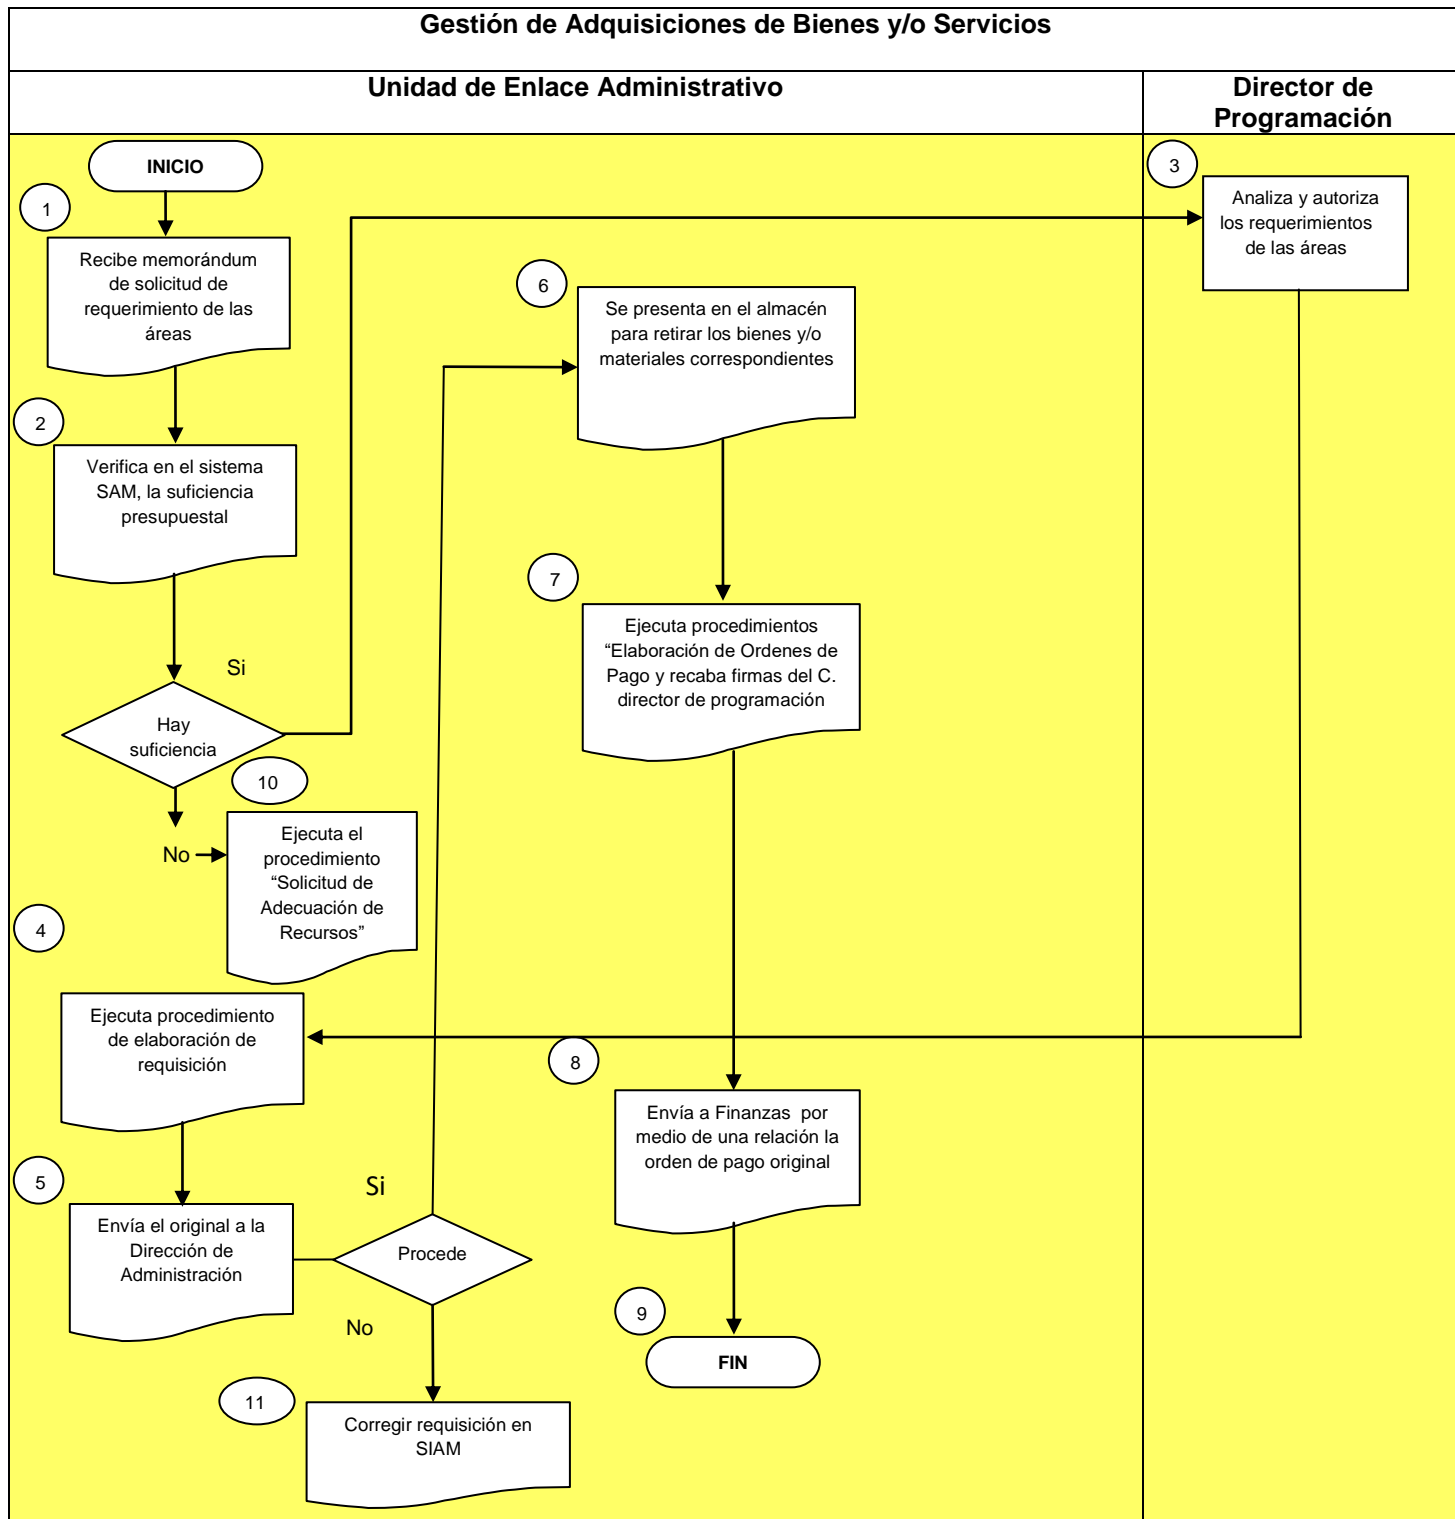 Gestión de Adquisiciones de Bienes y/o Servicios
Unidad de Enlace Administrativo
Director de
Programación
INICIO
1
Recibe memorándum
de solicitud de
requerimiento de las
áreas
2
Verifica en el sistema
SAM, la suficiencia
presupuestal
Si
Hay
suficiencia
10
No
Ejecuta el
procedimiento
“Solicitud de
Adecuación de
Recursos”
3
Analiza y autoriza
los requerimientos
de las áreas
4
Ejecuta procedimiento
de elaboración de
requisición
5
Envía el original a la
Dirección de
Administración
Si
Procede
No
11
Corregir requisición en
SIAM
6
Se presenta en el almacén
para retirar los bienes y/o
materiales correspondientes
7
Ejecuta procedimientos
“Elaboración de Ordenes de
Pago y recaba firmas del C.
director de programación
8
Envía a Finanzas por
medio de una relación la
orden de pago original
9
FIN